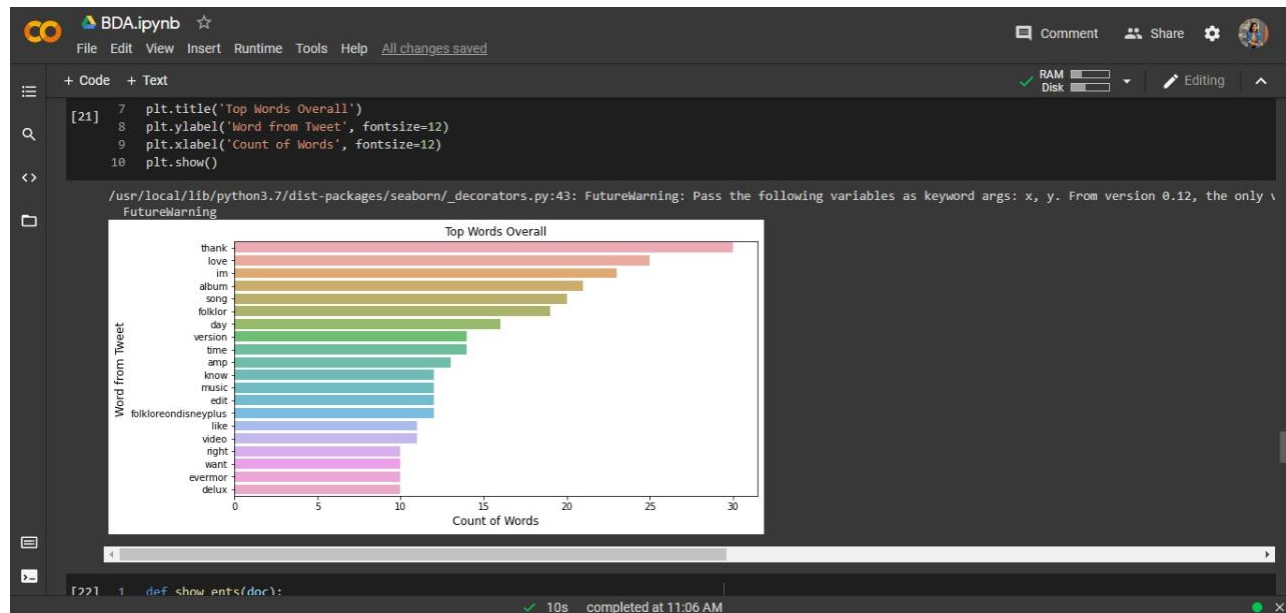 BDA.ipynb
Comment Share
File Edit View Insert Runtime Tools Help All changes saved
+ Code + Text
RAM
Disk
Editing
[21] 7 plt.title('Top Words Overall')
8 plt.ylabel('Word from Tweet', fontsize=12)
9 plt.xlabel('Count of Words', fontsize=12)
10 plt.show()
/usr/local/lib/python3.7/dist-packages/seaborn/_decorators.py:43: FutureWarning: Pass the following variables as keyword args: x, y. From version 0.12, the only v
FutureWarning
Top Words Overall
Word from Tweet
thank
love
im
album
song
folklor
day
version
time
amp
know
music
edit
folkloreondisneyplus
like
video
right
want
evermor
delux
0 5 10 15 20 25 30
Count of Words
[22] 1 def show_ents(doc):
10s completed at 11:06 AM